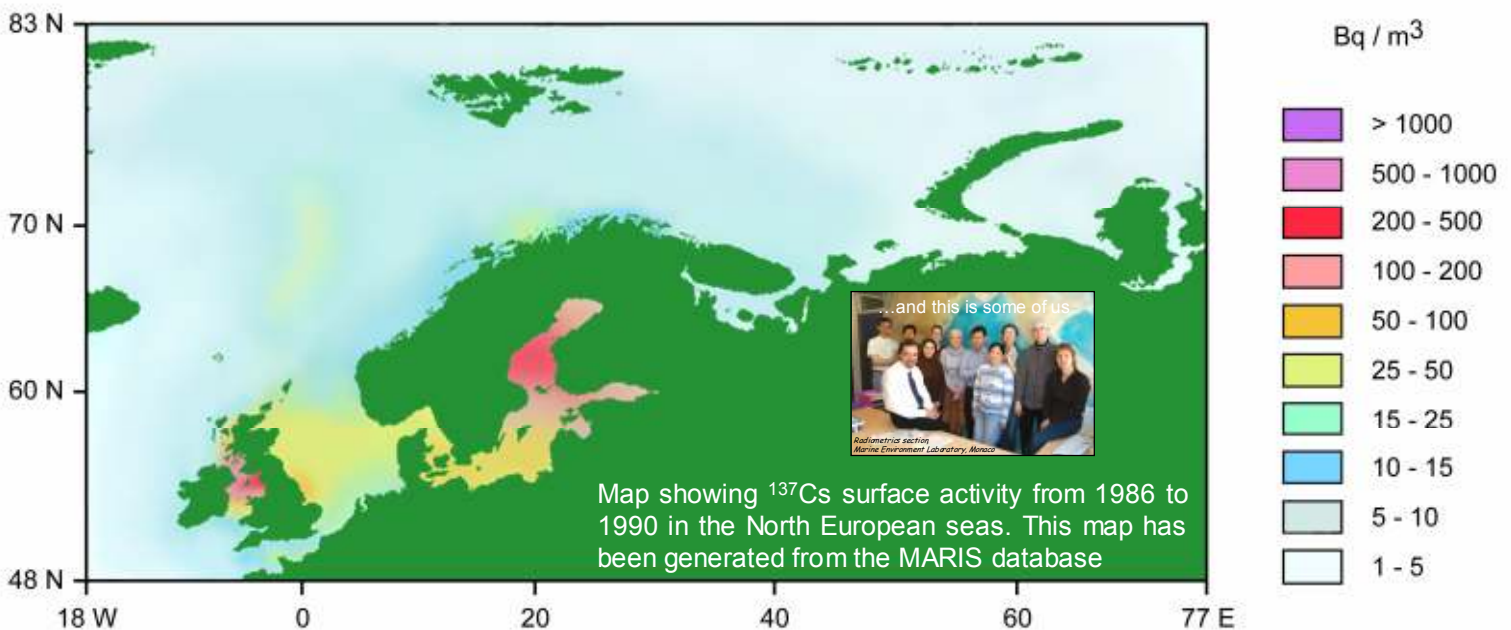 83 N
70 N
60 N
48 N
18 W
0
20
40
60
77 E
Bq / m³
> 1000
500 - 1000
200 - 500
100 - 200
50 - 100
25 - 50
15 - 25
10 - 15
5 - 10
1 - 5
…and this is some of us
Radiometrics section,
Marine Environment Laboratory, Monaco
Map showing ¹³⁷Cs surface activity from 1986 to
1990 in the North European seas. This map has
been generated from the MARIS database